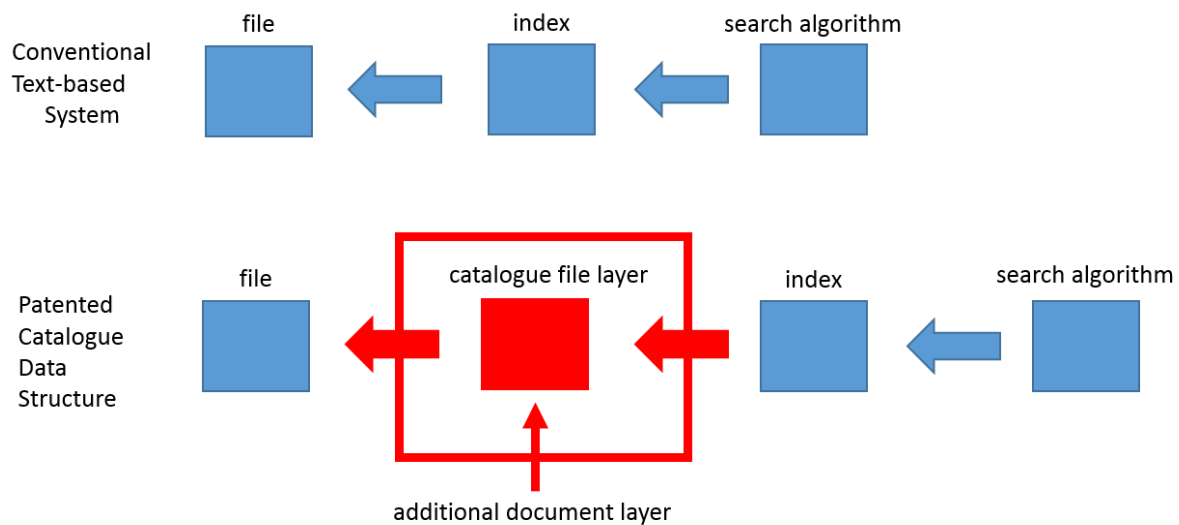 file
index
search algorithm
Conventional
Text-based
System
file
catalogue file layer
index
search algorithm
Patented
Catalogue
Data
Structure
additional document layer